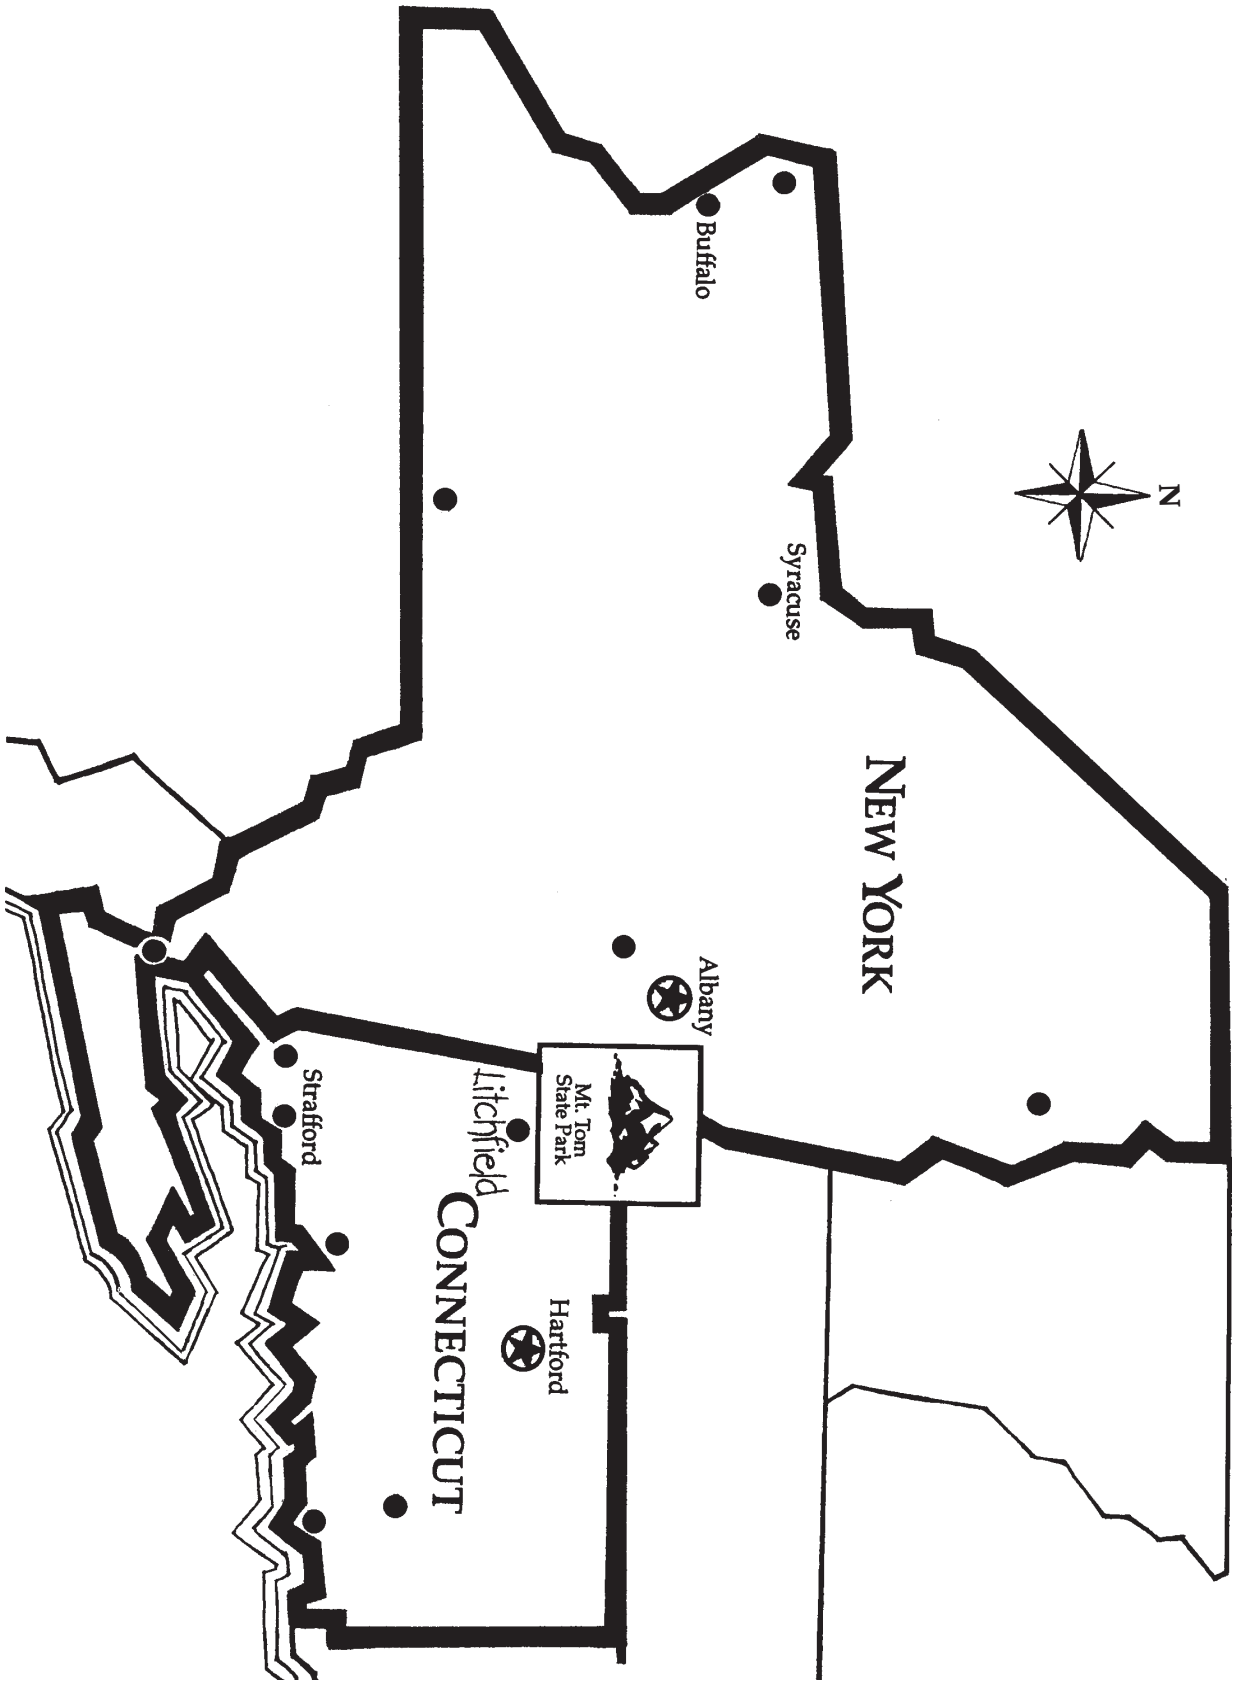 N
NEW YORK
Buffalo
Syracuse
Albany
Mt. Tom
State Park
Litchfield
Hartford
CONNECTICUT
Strafford